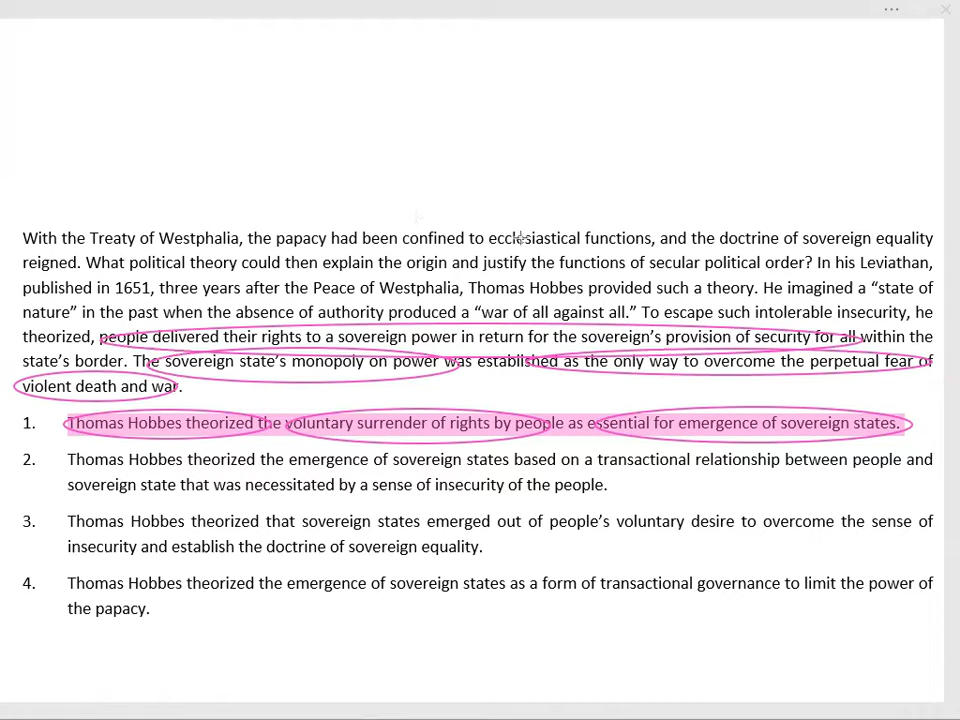 With the Treaty of Westphalia, the papacy had been confined to ecclesiastical functions, and the doctrine of sovereign equality
reigned. What political theory could then explain the origin and justify the functions of secular political order? In his Leviathan,
published in 1651, three years after the Peace of Westphalia, Thomas Hobbes provided such a theory. He imagined a “state of
nature” in the past when the absence of authority produced a “war of all against all.” To escape such intolerable insecurity, he
theorized, people delivered their rights to a sovereign power in return for the sovereign’s provision of security for all within the
state’s border. The sovereign state’s monopoly on power was established as the only way to overcome the perpetual fear of
violent death and war.
1. Thomas Hobbes theorized the voluntary surrender of rights by people as essential for emergence of sovereign states.
2. Thomas Hobbes theorized the emergence of sovereign states based on a transactional relationship between people and
sovereign state that was necessitated by a sense of insecurity of the people.
3. Thomas Hobbes theorized that sovereign states emerged out of people’s voluntary desire to overcome the sense of
insecurity and establish the doctrine of sovereign equality.
4. Thomas Hobbes theorized the emergence of sovereign states as a form of transactional governance to limit the power of
the papacy.